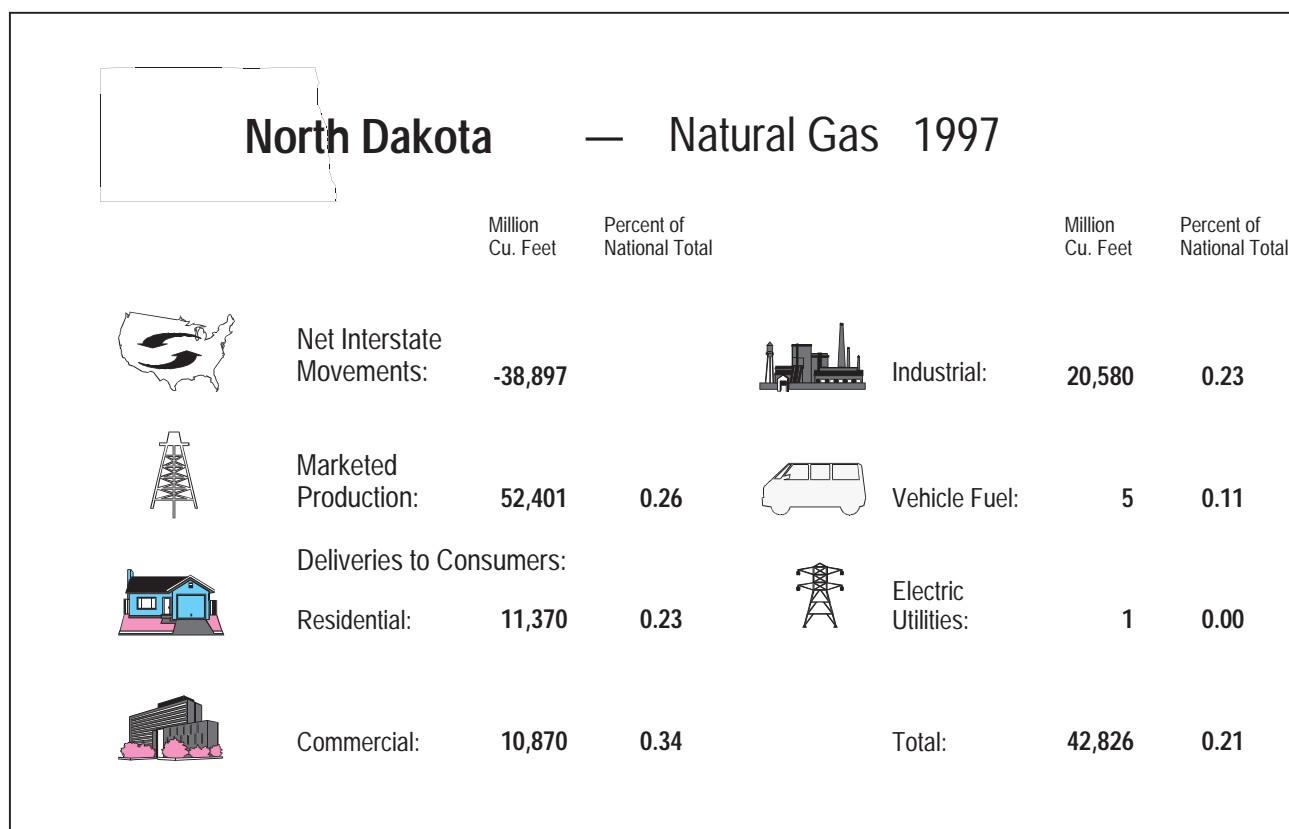 North Dakota — Natural Gas 1997
Million Percent of
Cu. Feet National Total
Net Interstate
Movements: -38,897
Marketed
Production: 52,401 0.26
Deliveries to Consumers:
Residential: 11,370 0.23
Commercial: 10,870 0.34
Million Percent of
Cu. Feet National Total
Industrial: 20,580 0.23
Vehicle Fuel: 5 0.11
Electric
Utilities: 1 0.00
Total: 42,826 0.21